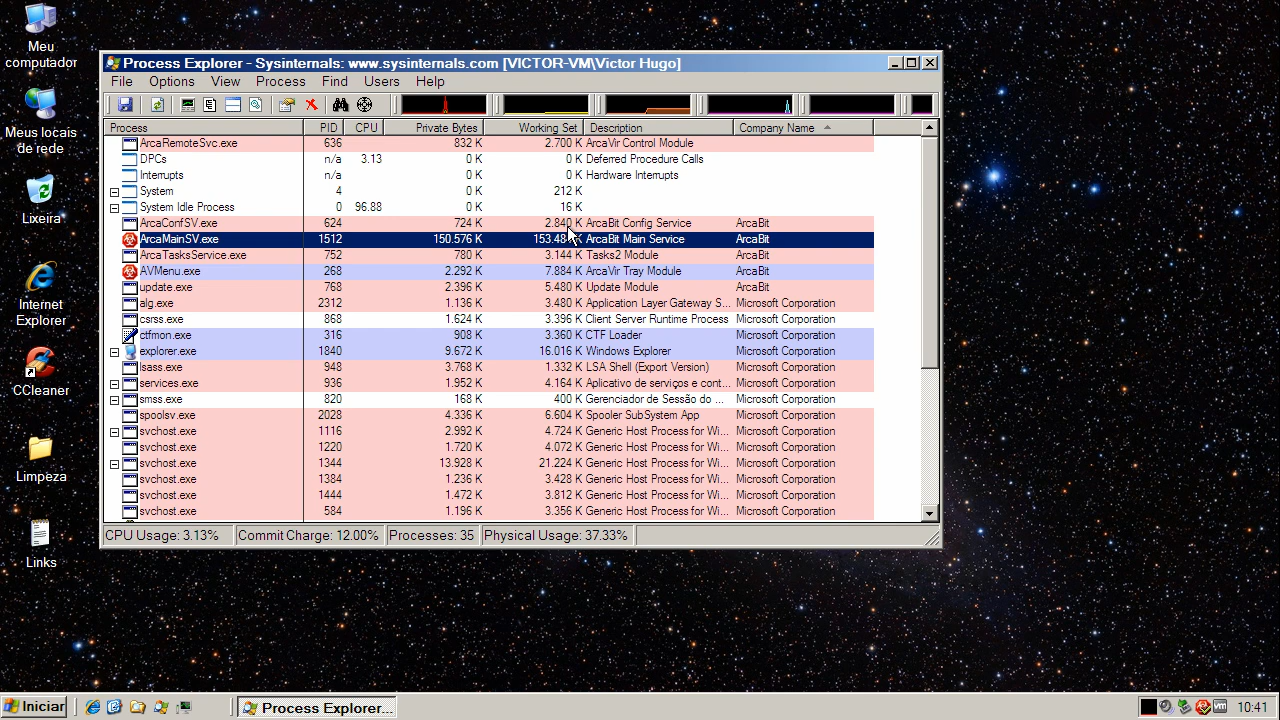 Meu
computador
Meus locais
de rede
Lixeira
Internet
Explorer
CCleaner
Limpeza
Links
Process Explorer - Sysinternals: www.sysinternals.com [VICTOR-VM\Victor Hugo]
File Options View Process Find Users Help
Process PID CPU Private Bytes Working Set Description Company Name
ArcaRemoteSvc.exe 636 832 K 2.700 K ArcaVir Control Module
DPCs n/a 3.13 0 K 0 K Deferred Procedure Calls
Interrupts n/a 0 K 0 K Hardware Interrupts
System 4 0 K 212 K
System Idle Process 0 96.88 0 K 16 K
ArcaConfSV.exe 624 724 K 2.840 K ArcaBit Config Service ArcaBit
ArcaMainSV.exe 1512 150.576 K K ArcaBit Main Service ArcaBit
ArcaTasksService.exe 752 780 K 3.144 K Tasks2 Module ArcaBit
AVMenu.exe 268 2.292 K 7.884 K ArcaVir Tray Module ArcaBit
update.exe 768 2.396 K 5.480 K Update Module ArcaBit
alg.exe 2312 1.136 K 3.480 K Application Layer Gateway S... Microsoft Corporation
csrss.exe 868 1.624 K 3.396 K Client Server Runtime Process Microsoft Corporation
ctfmon.exe 316 908 K 3.360 K CTF Loader Microsoft Corporation
explorer.exe 1840 9.672 K 16.016 K Windows Explorer Microsoft Corporation
lsass.exe 948 3.768 K 1.332 K LSA Shell (Export Version) Microsoft Corporation
services.exe 936 1.952 K 4.164 K Aplicativo de serviços e cont... Microsoft Corporation
smss.exe 820 168 K 400 K Gerenciador de Sessão do ... Microsoft Corporation
spoolsv.exe 2028 4.336 K 6.604 K Spooler SubSystem App Microsoft Corporation
svchost.exe 1116 2.992 K 4.724 K Generic Host Process for Wi... Microsoft Corporation
svchost.exe 1220 1.720 K 4.072 K Generic Host Process for Wi... Microsoft Corporation
svchost.exe 1344 13.928 K 21.224 K Generic Host Process for Wi... Microsoft Corporation
svchost.exe 1384 1.236 K 3.428 K Generic Host Process for Wi... Microsoft Corporation
svchost.exe 1444 1.472 K 3.812 K Generic Host Process for Wi... Microsoft Corporation
svchost.exe 584 1.196 K 3.356 K Generic Host Process for Wi... Microsoft Corporation
CPU Usage: 3.13% ommit Charge: 12.00% Processes: 35 Physical Usage: 37.33%
Iniciar Process Explorer... vm 10:41